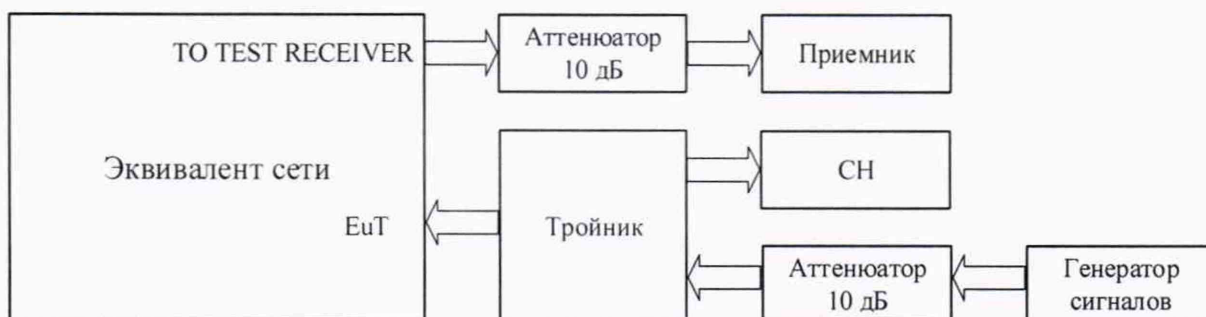 TO TEST RECEIVER
Аттенюатор
10 дБ
Приемник
Эквивалент сети
EuT
Тройник
СН
Аттенюатор
10 дБ
Генератор
сигналов